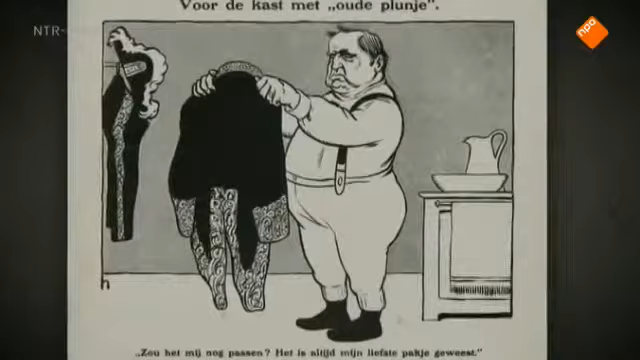 Voor de kast met „oude plunje".
NTR
npo
h
„Zou het mij nog passen? Het is altijd mijn liefste pakje geweest."